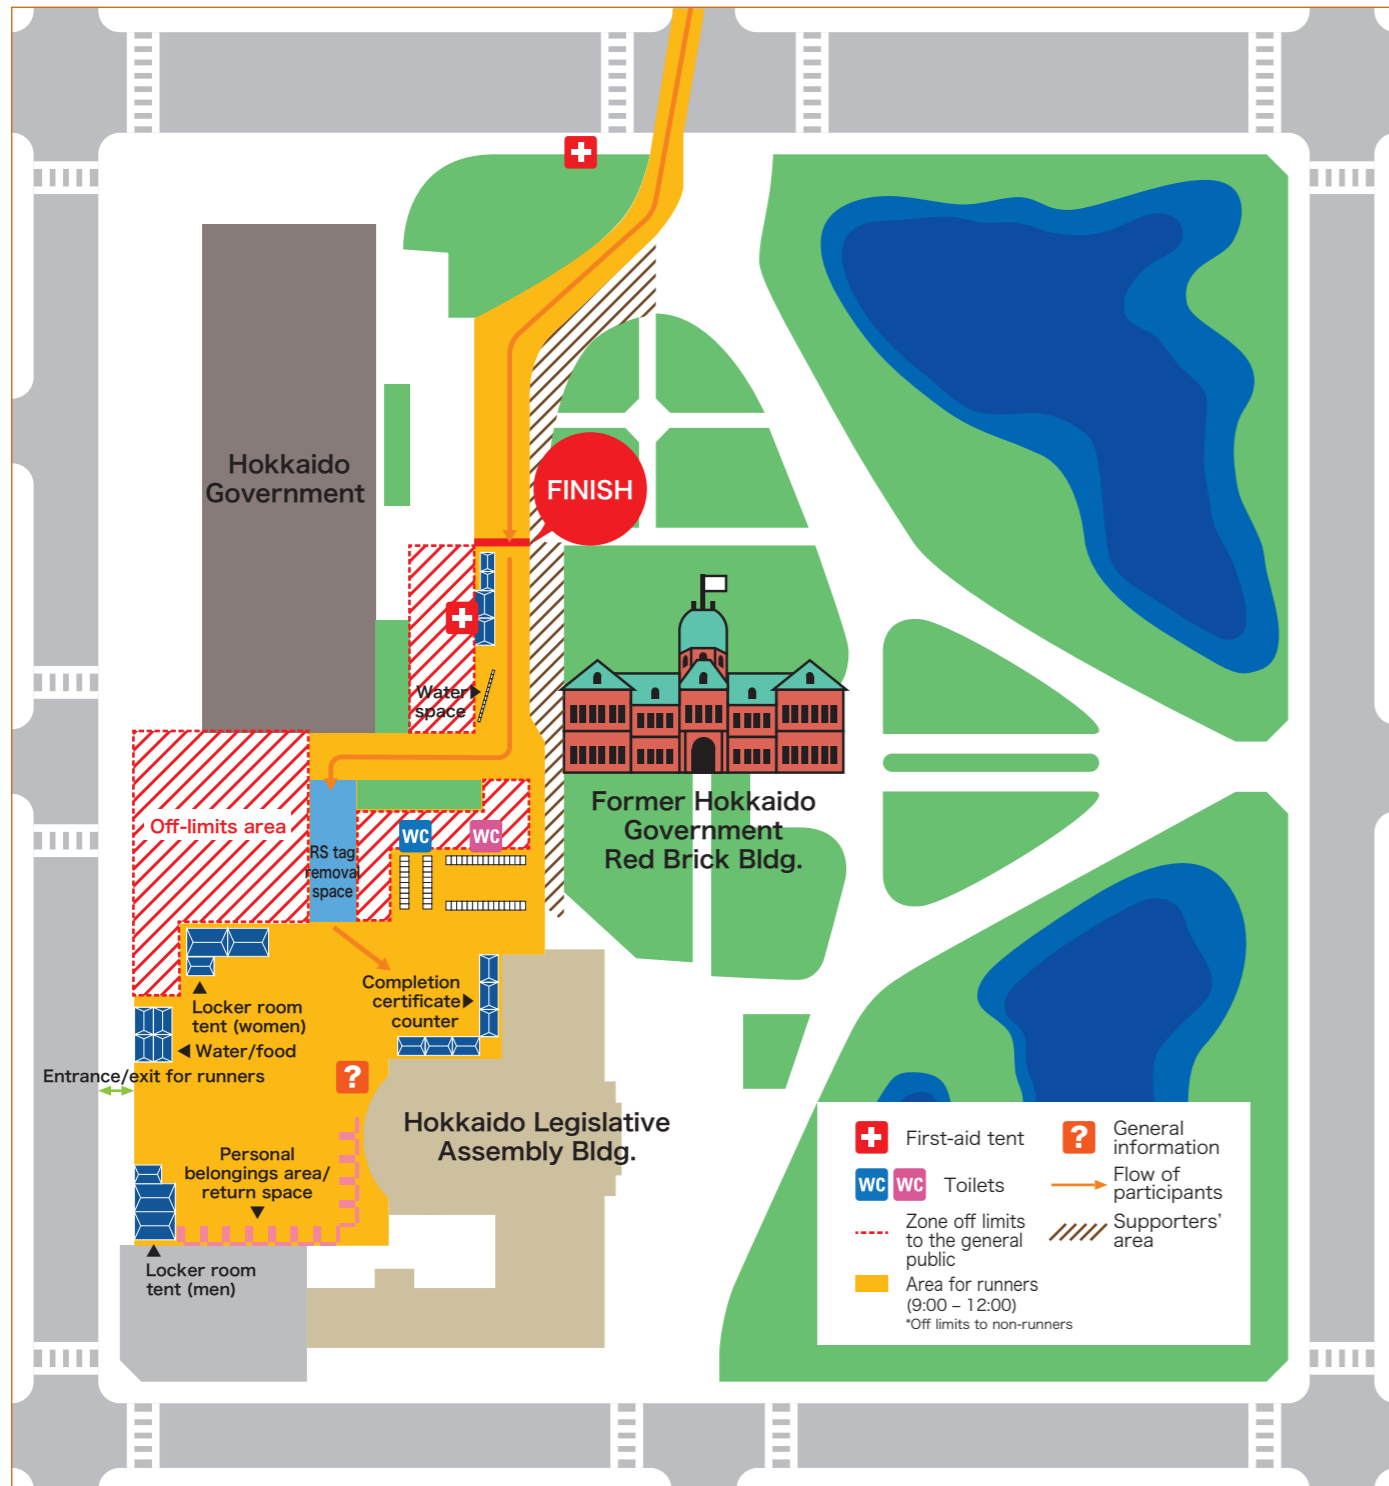 Hokkaido
Government
FINISH
Water
space
Off-limits area
RS tag
removal
space
WC
WC
Former Hokkaido
Government
Red Brick Bldg.
Locker room
tent (women)
Water/food
Completion
certificate
counter
Entrance/exit for runners
?
Hokkaido Legislative
Assembly Bldg.
Personal
belongings area/
return space
Locker room
tent (men)
First-aid tent
?
General
information
WC WC
Toilets
Flow of
participants
Zone off limits
to the general
public
Supporters'
area
Area for runners
(9:00 – 12:00)
*Off limits to non-runners